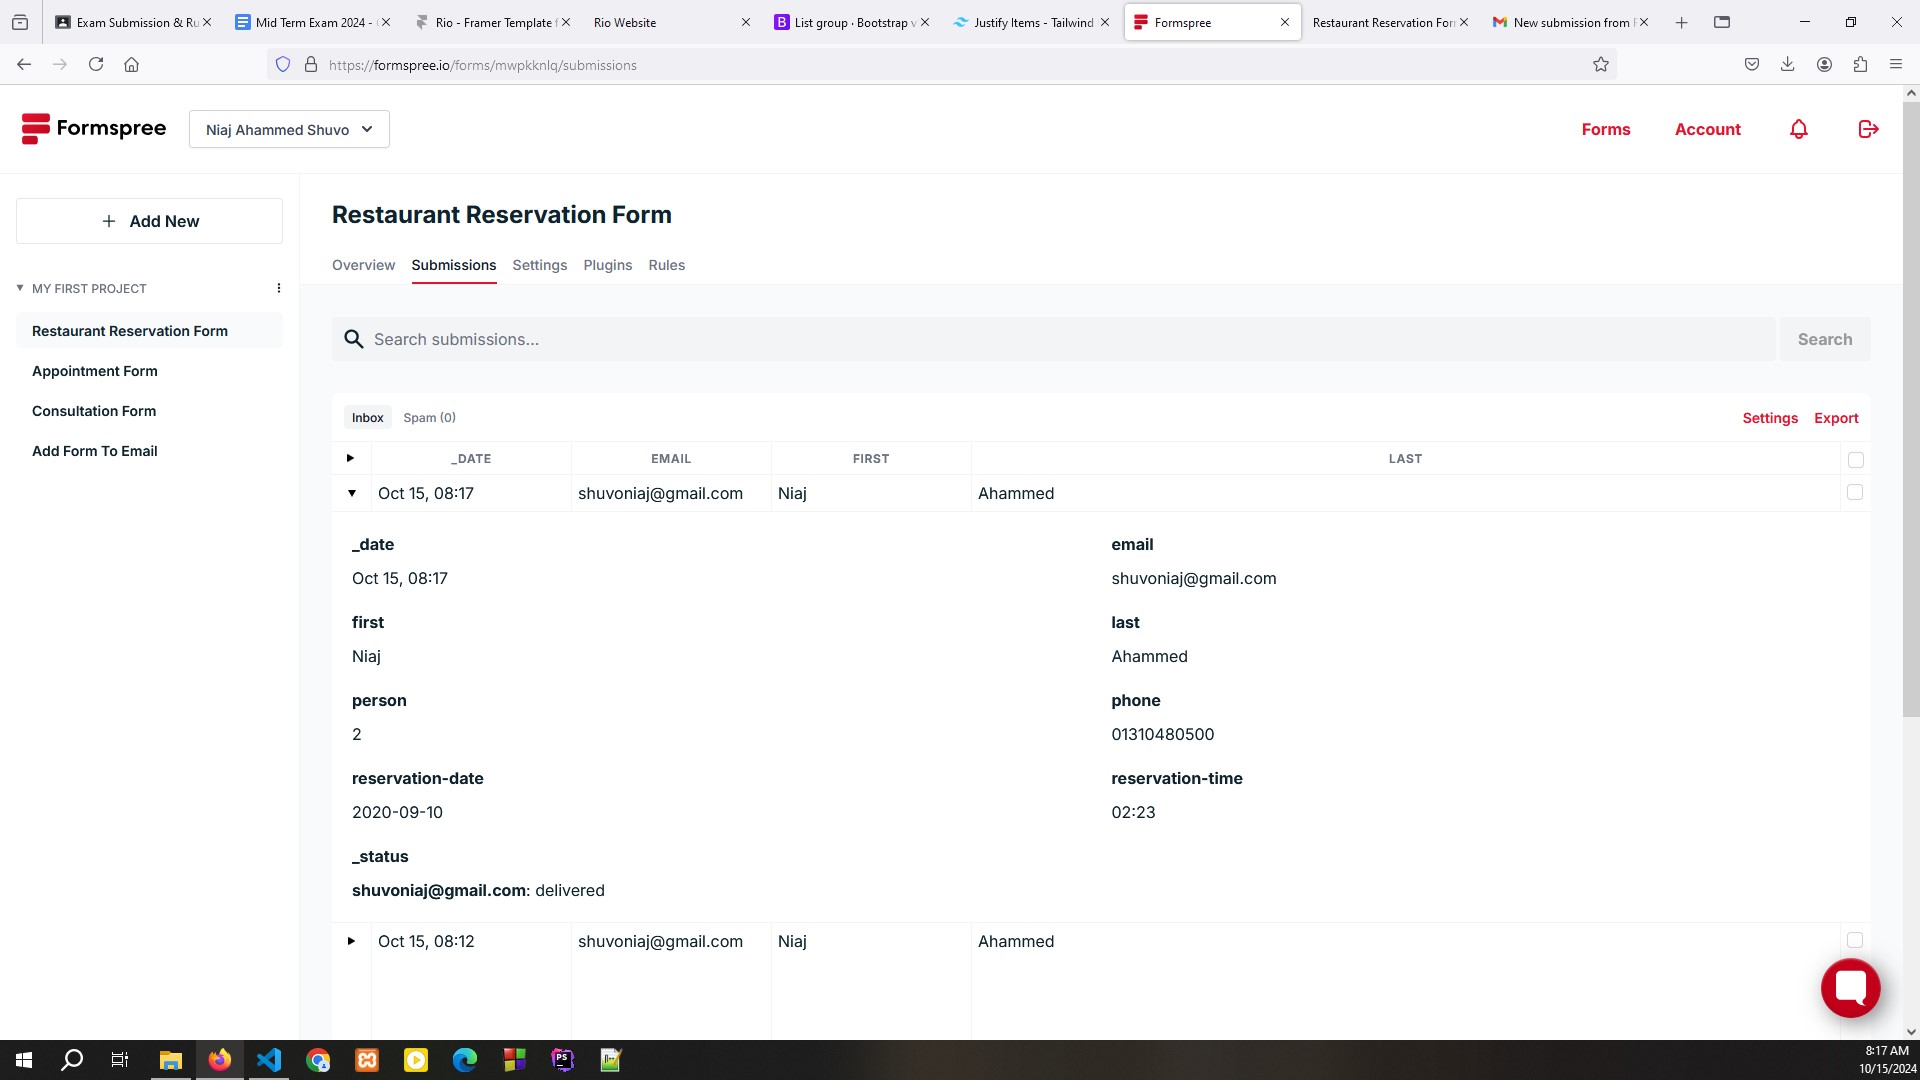 Exam Submission & Ru
Mid Term Exam 2024 -
Rio - Framer Template f
Rio Website
List group · Bootstrap v
Justify Items - Tailwind
Formspree
Restaurant Reservation For
New submission from F
https://formspree.io/forms/mwpkknlq/submissions
Formspree
Niaj Ahammed Shuvo
Forms
Account
+ Add New
MY FIRST PROJECT
Restaurant Reservation Form
Appointment Form
Consultation Form
Add Form To Email
Restaurant Reservation Form
Overview Submissions Settings Plugins Rules
Search submissions...
Search
Inbox Spam (0)
Settings Export
_DATE EMAIL FIRST LAST
Oct 15, 08:17 shuvoniaj@gmail.com Niaj Ahammed
_date email
Oct 15, 08:17 shuvoniaj@gmail.com
first last
Niaj Ahammed
person phone
2 01310480500
reservation-date reservation-time
2020-09-10 02:23
_status
shuvoniaj@gmail.com: delivered
Oct 15, 08:12 shuvoniaj@gmail.com Niaj Ahammed
8:17 AM
10/15/2024